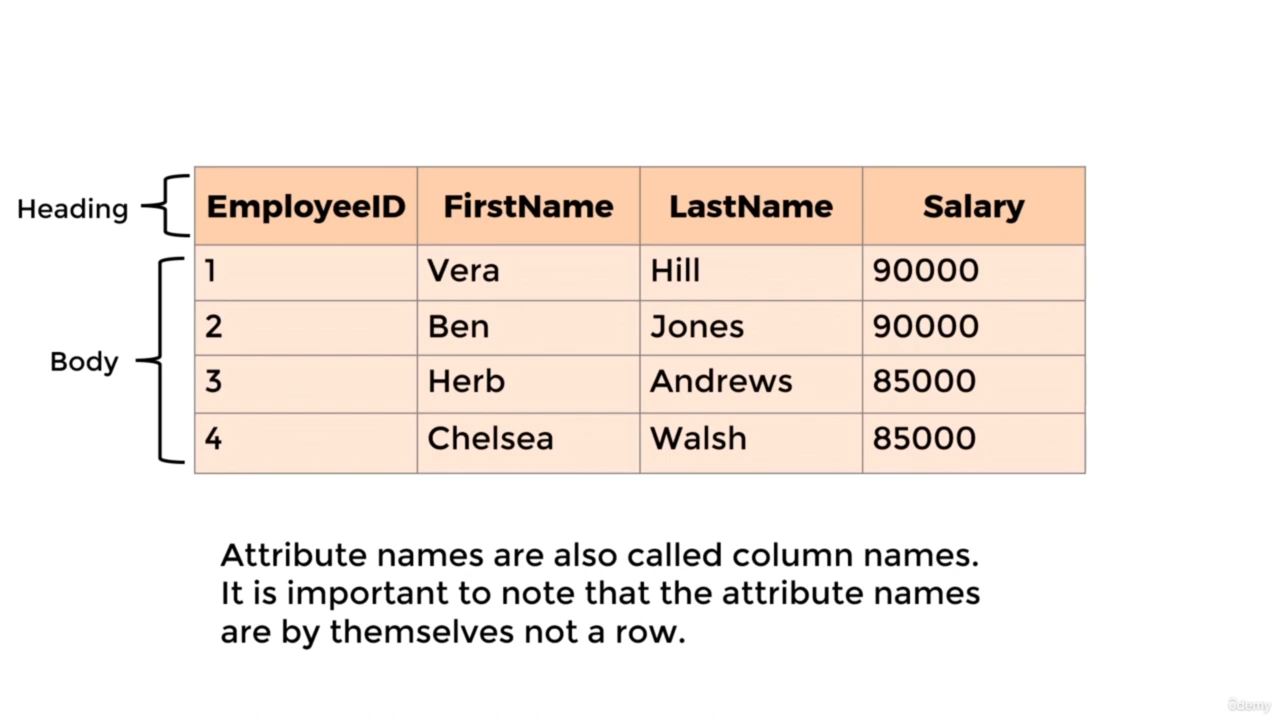 Heading
EmployeeID FirstName LastName Salary
Body
1 Vera Hill 90000
2 Ben Jones 90000
3 Herb Andrews 85000
4 Chelsea Walsh 85000
Attribute names are also called column names.
It is important to note that the attribute names
are by themselves not a row.
ûdemy